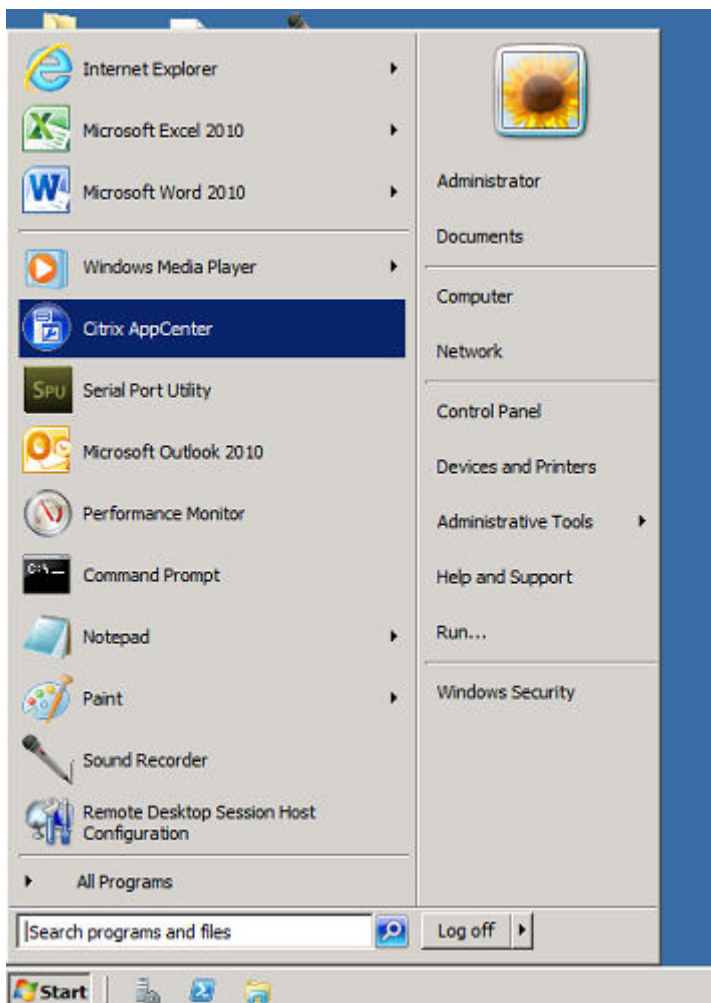 Internet Explorer
Microsoft Excel 2010
Microsoft Word 2010
Windows Media Player
Citrix AppCenter
SPU
Serial Port Utility
Microsoft Outlook 2010
Performance Monitor
C:\_
Command Prompt
Notepad
Paint
Sound Recorder
Remote Desktop Session Host
Configuration
All Programs
Search programs and files
Administrator
Documents
Computer
Network
Control Panel
Devices and Printers
Administrative Tools
Help and Support
Run...
Windows Security
Log off
Start